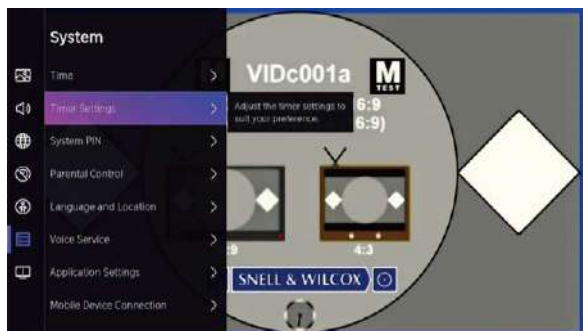 System
Time
Timer Settings
System PIN
Parental Control
Language and Location
Voice Service
Application Settings
Mobile Device Connection
Adjust the timer settings to
suit your preference.
VIDc001a
M
TEST
6:9
6:9)
:9
4:3
SNELL & WILCOX